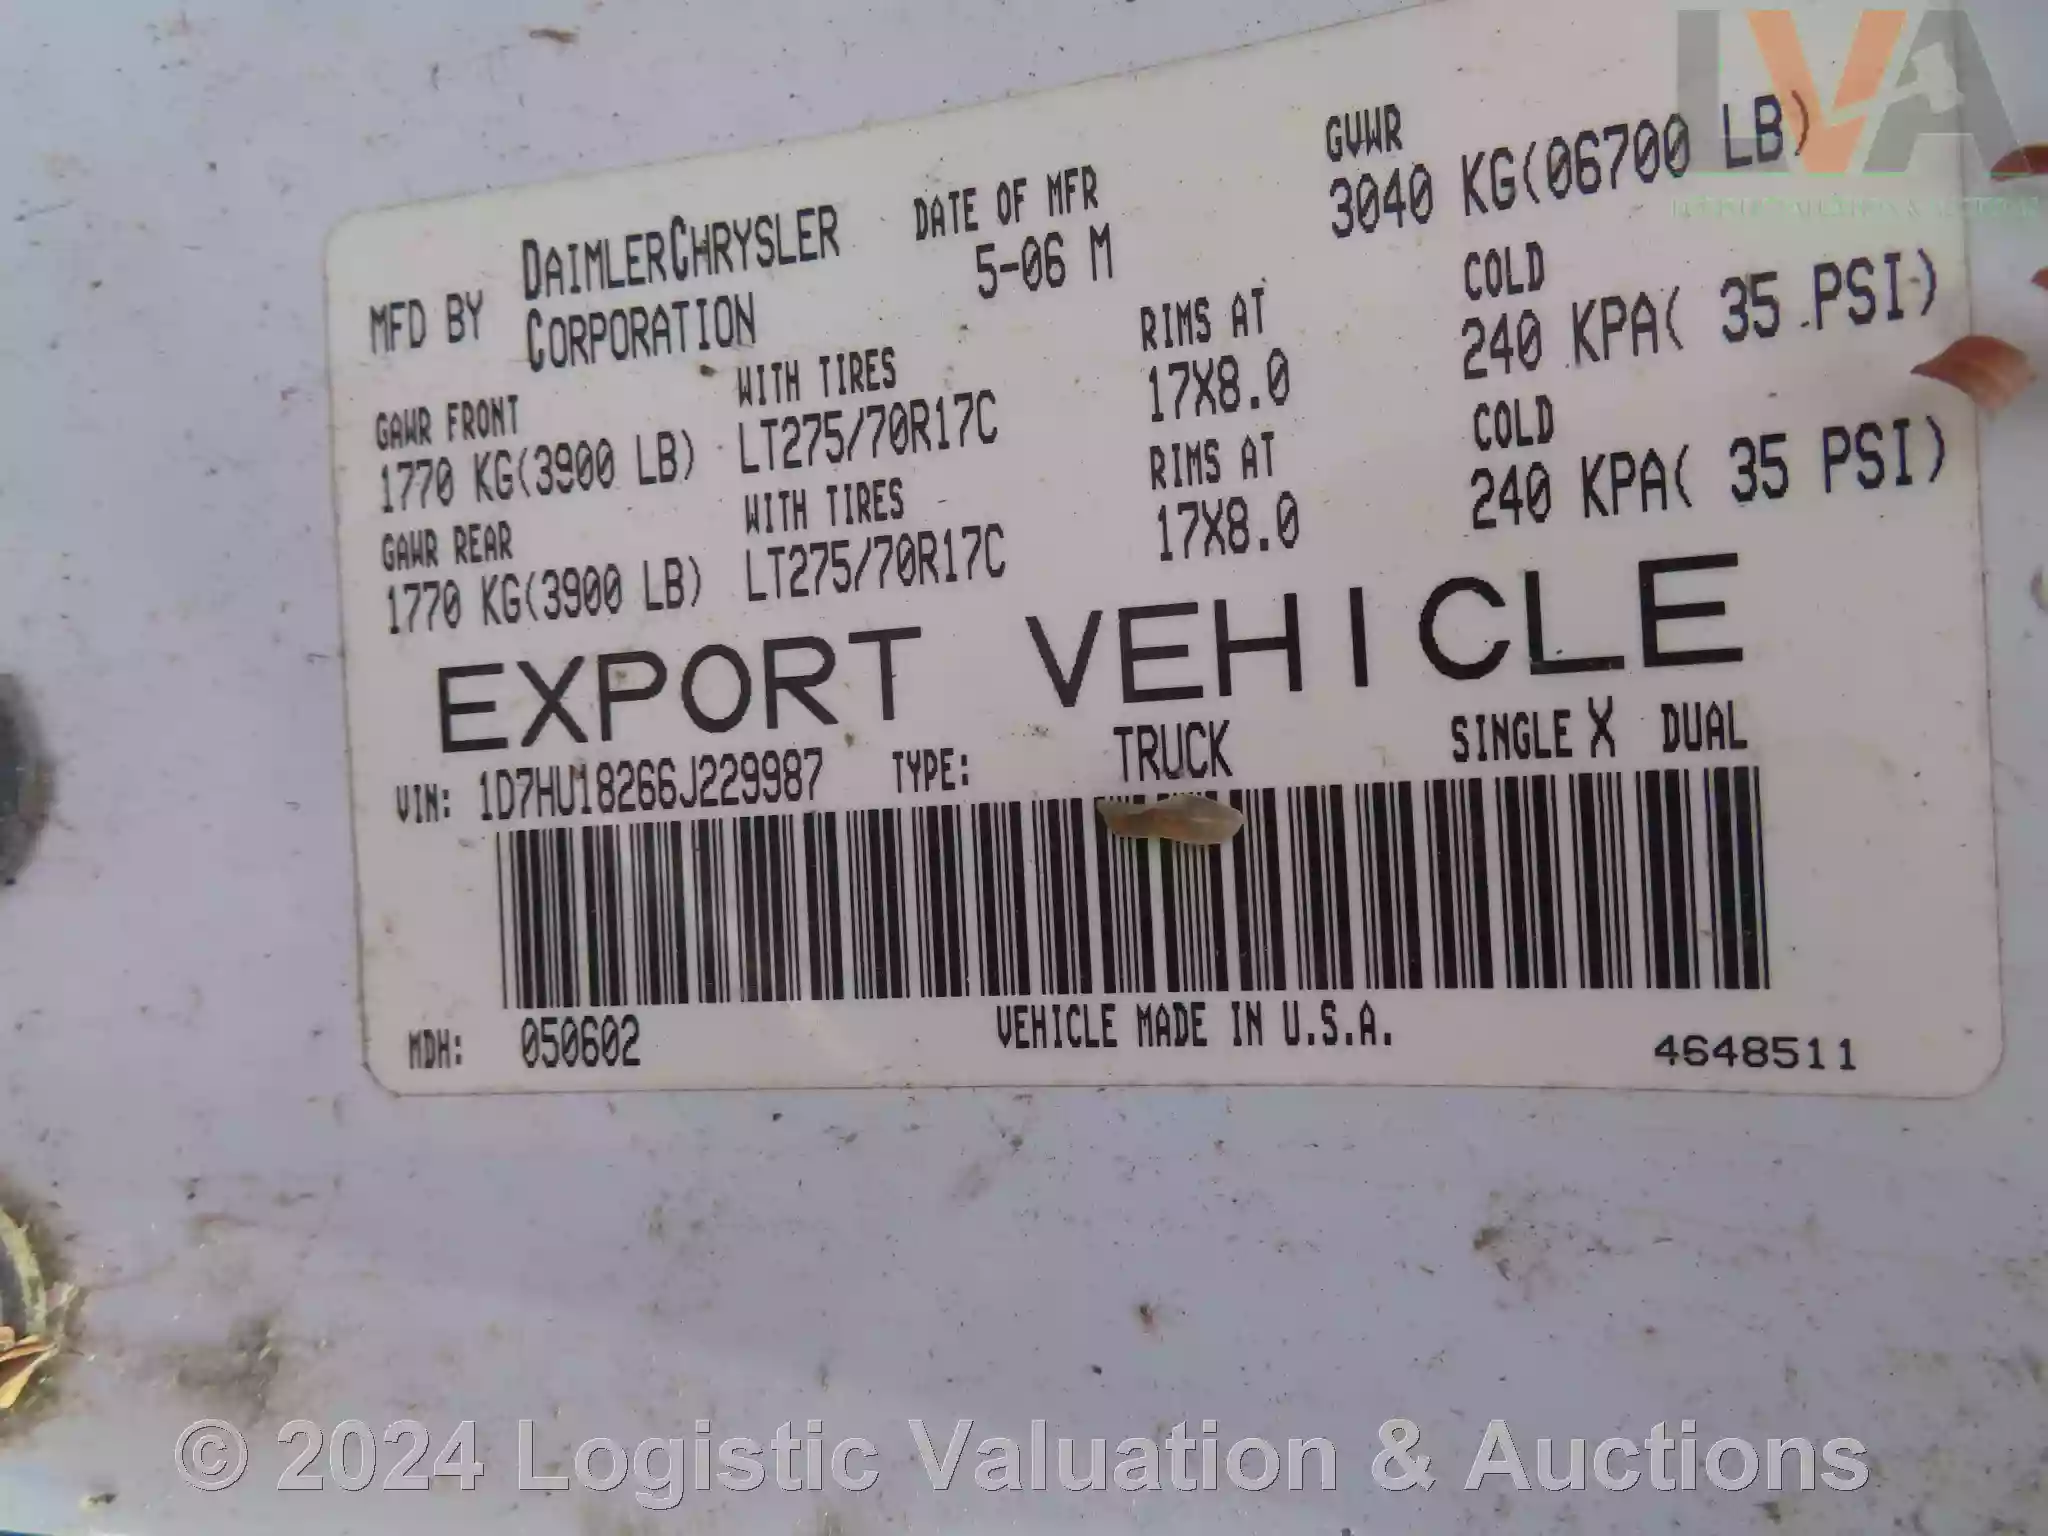 LVA
MFD BY DAIMLERCHRYSLER CORPORATION DATE OF MFR 5-06 M GVWR 3040 KG(06700 LB)
GAWR FRONT WITH TIRES RIMS AT COLD
1770 KG(3900 LB) LT275/70R17C 17X8.0 240 KPA( 35 PSI)
GAWR REAR WITH TIRES RIMS AT COLD
1770 KG(3900 LB) LT275/70R17C 17X8.0 240 KPA( 35 PSI)
EXPORT VEHICLE
VIN: 1D7HU18266J229987 TYPE: TRUCK SINGLE X DUAL
MDH: 050602 VEHICLE MADE IN U.S.A. 4648511
© 2024 Logistic Valuation & Auctions